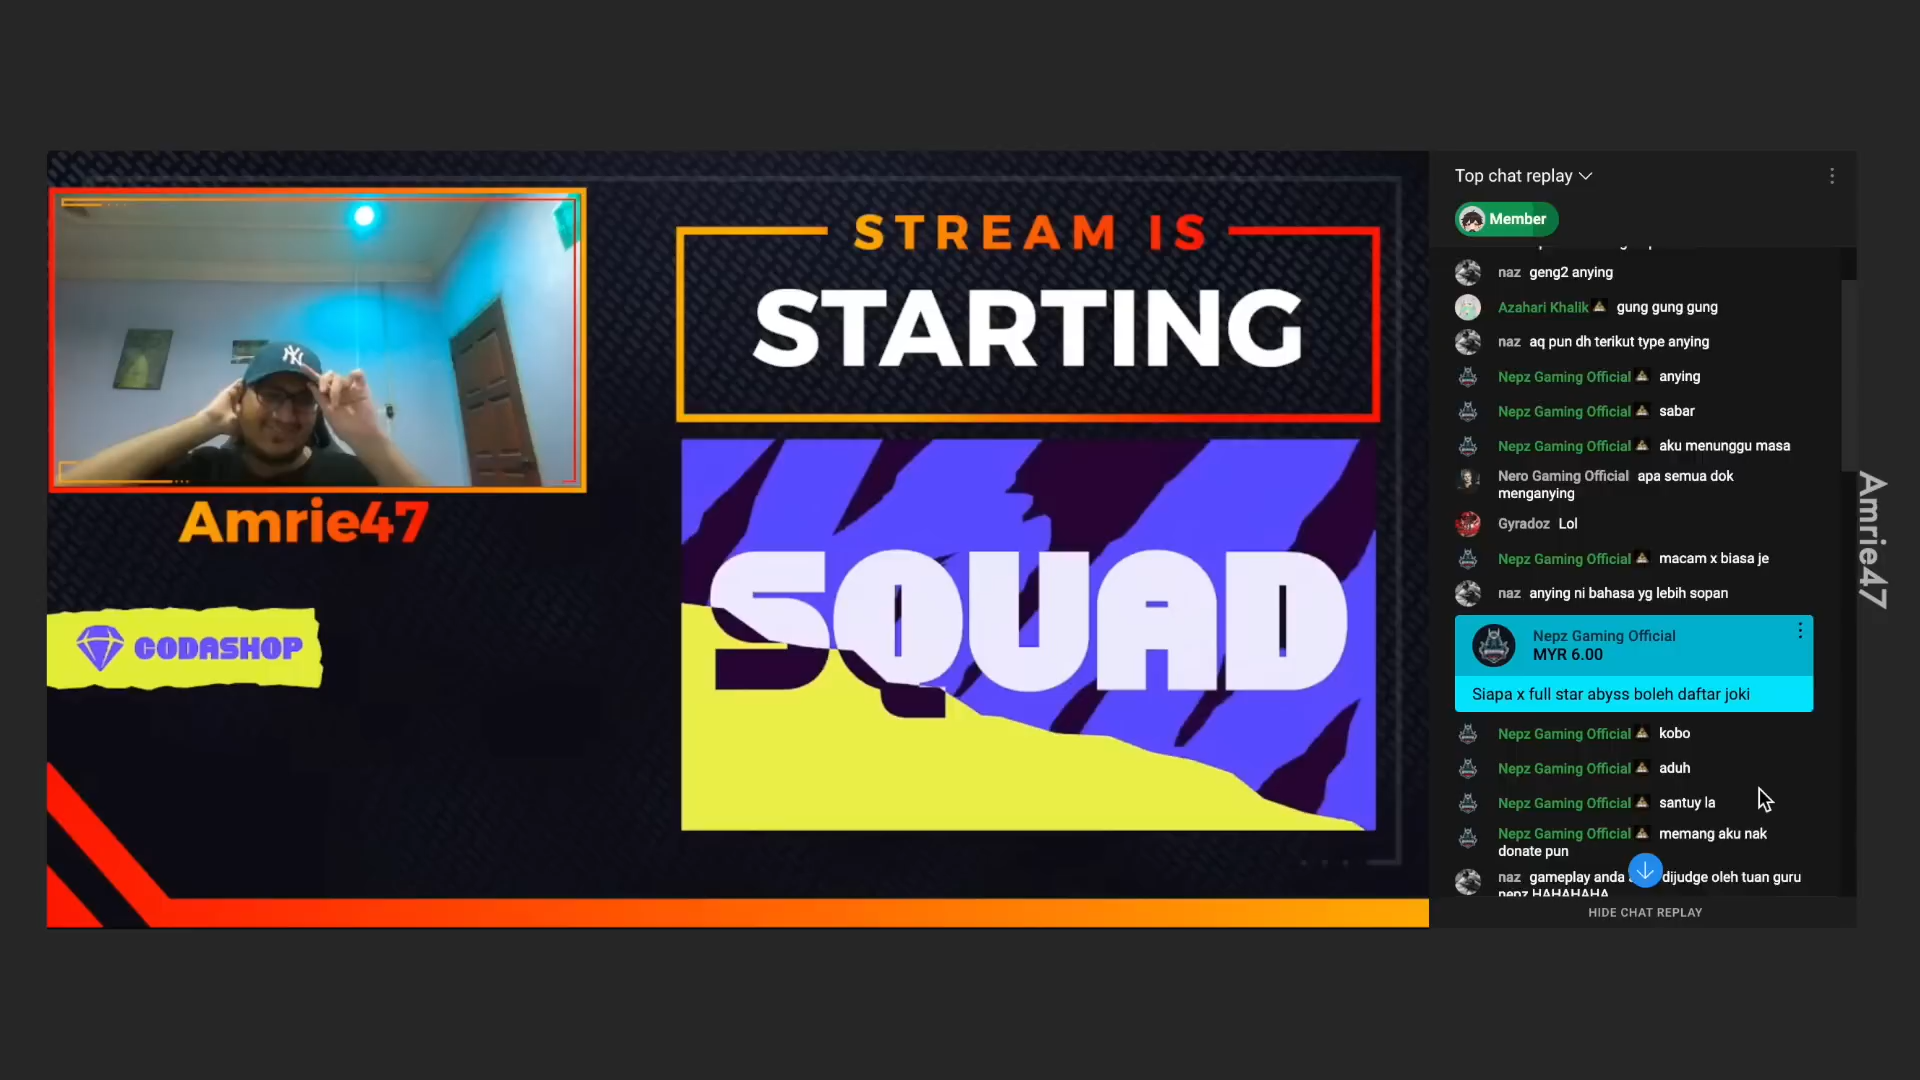 STREAM IS
STARTING
Amrie47
CODASHOP
SQUAD
Top chat replay
Member
naz geng2 anying
Azahari Khalik gung gung gung
naz aq pun dh terikut type anying
Nepz Gaming Official anying
Nepz Gaming Official sabar
Nepz Gaming Official aku menunggu masa
Nero Gaming Official apa semua dok
menganying
Gyradoz Lol
Nepz Gaming Official macam x biasa je
naz anying ni bahasa yg lebih sopan
Nepz Gaming Official
MYR 6.00
Siapa x full star abyss boleh daftar joki
Nepz Gaming Official kobo
Nepz Gaming Official aduh
Nepz Gaming Official santuy la
Nepz Gaming Official memang aku nak
donate pun
naz gameplay anda dijudge oleh tuan guru
nepz HAHAHAHA
HIDE CHAT REPLAY
Amrie47
NY